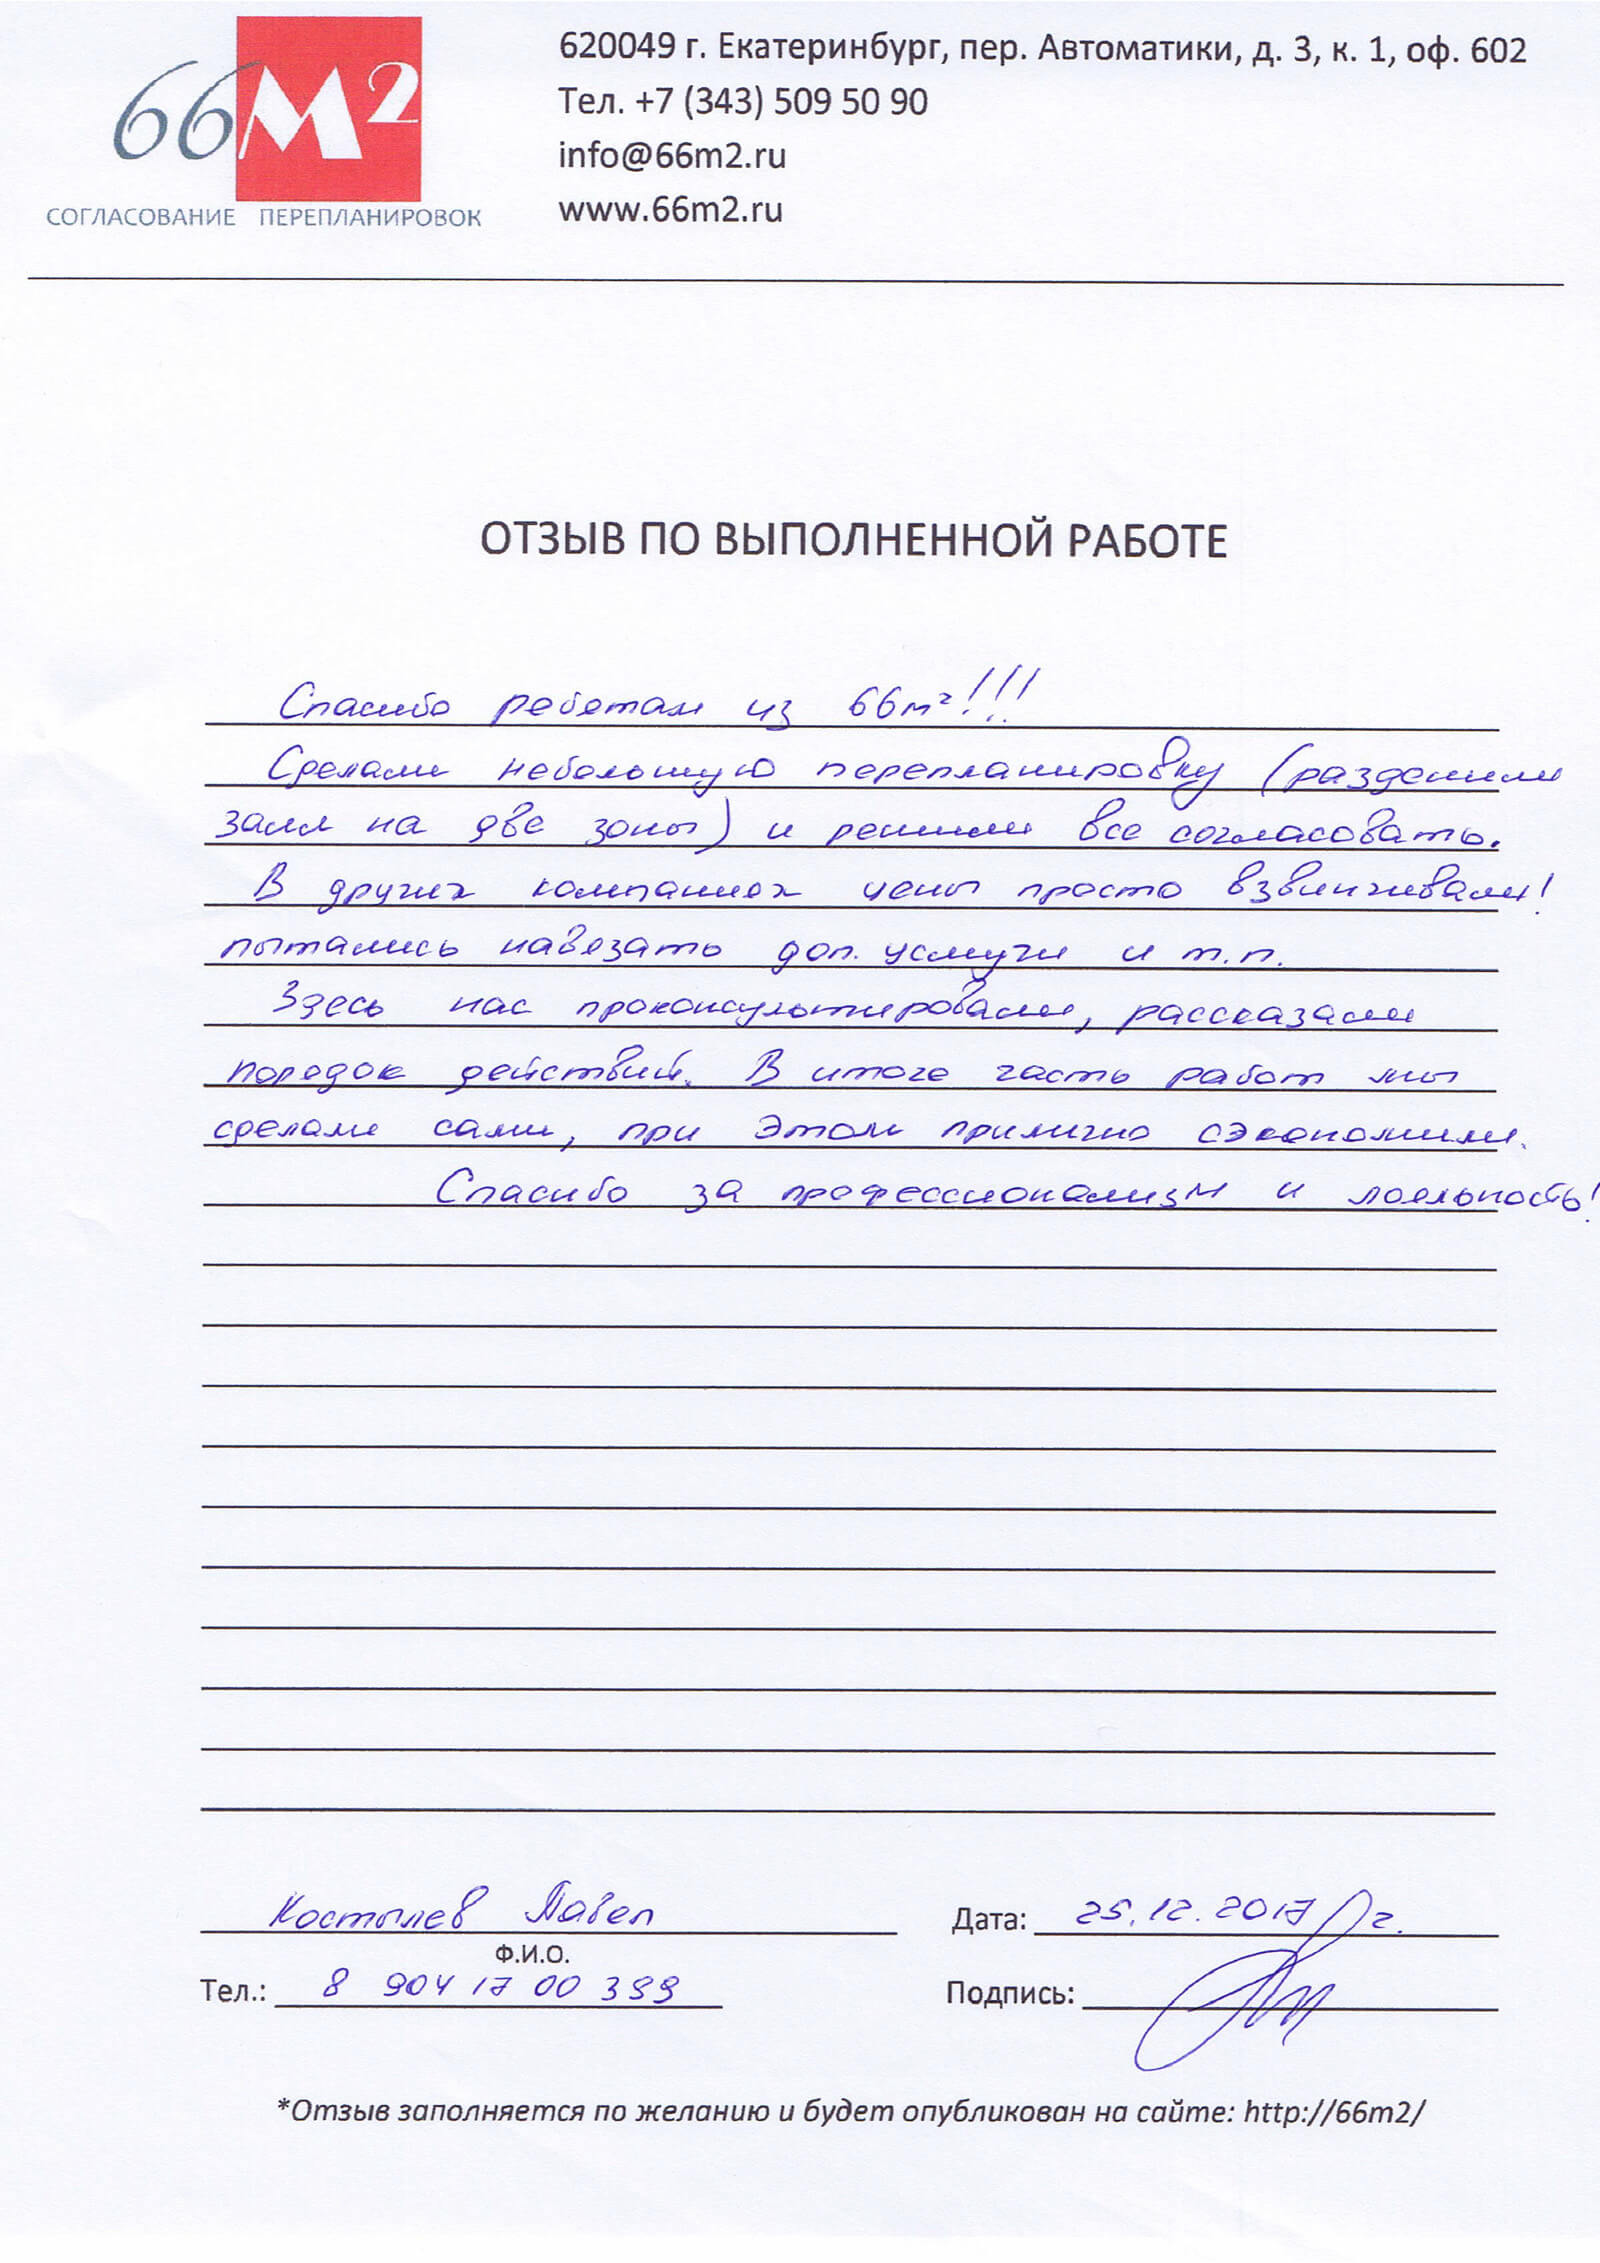 66м2
СОГЛАСОВАНИЕ ПЕРЕПЛАНИРОВОК
620049 г. Екатеринбург, пер. Автоматики, д. 3, к. 1, оф. 602
Тел. +7 (343) 509 50 90
info@66m2.ru
www.66m2.ru
ОТЗЫВ ПО ВЫПОЛНЕННОЙ РАБОТЕ
Спасибо ребятам из 66м²!!!
Сделали небольшую перепланировку (разделили
залл на две зоны) и решили все согласовать.
В других компаниях цены просто взвинчивали!
пытались навязать доп. услуги и т.п.
Здесь нас проконсультировали, рассказали
порядок действий. В итоге часть работ мы
сделали сами, при этом прилично сэкономили.
Спасибо за профессионализм и лояльность!
Костылев Павел
Ф.И.О.
Дата: 25.12.2017 г.
Тел.: 8 904 17 00 399
Подпись:
*Отзыв заполняется по желанию и будет опубликован на сайте: http://66m2/